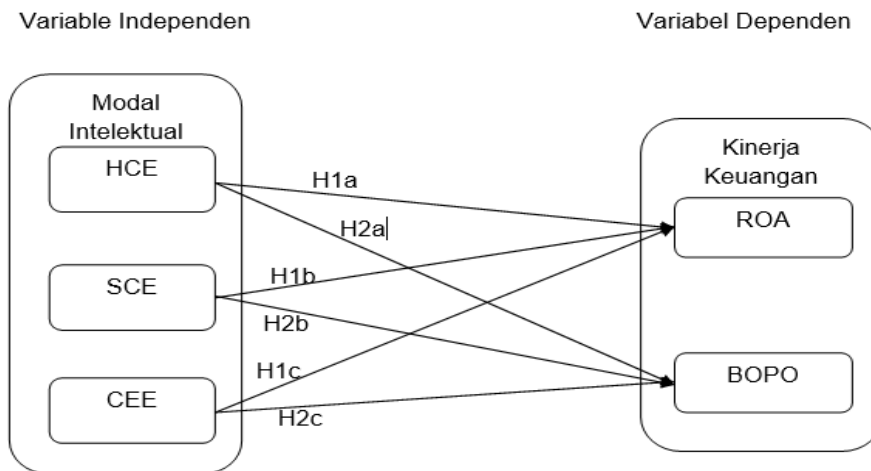 Variable Independen
Variabel Dependen
Modal
Intelektual
HCE
SCE
CEE
H1a
H2a
H1b
H2b
H1c
H2c
Kinerja
Keuangan
ROA
BOPO